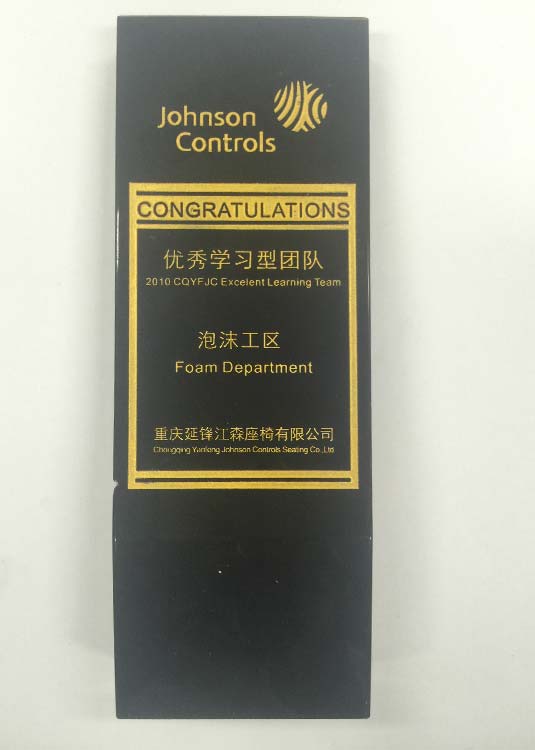 Johnson
Controls
CONGRATULATIONS
优秀学习型团队
2010 CQYFJC Excelent Learning Team
泡沫工区
Foam Department
重庆延锋江森座椅有限公司
Chongqing Yanfeng Johnson Controls Seating Co.,Ltd